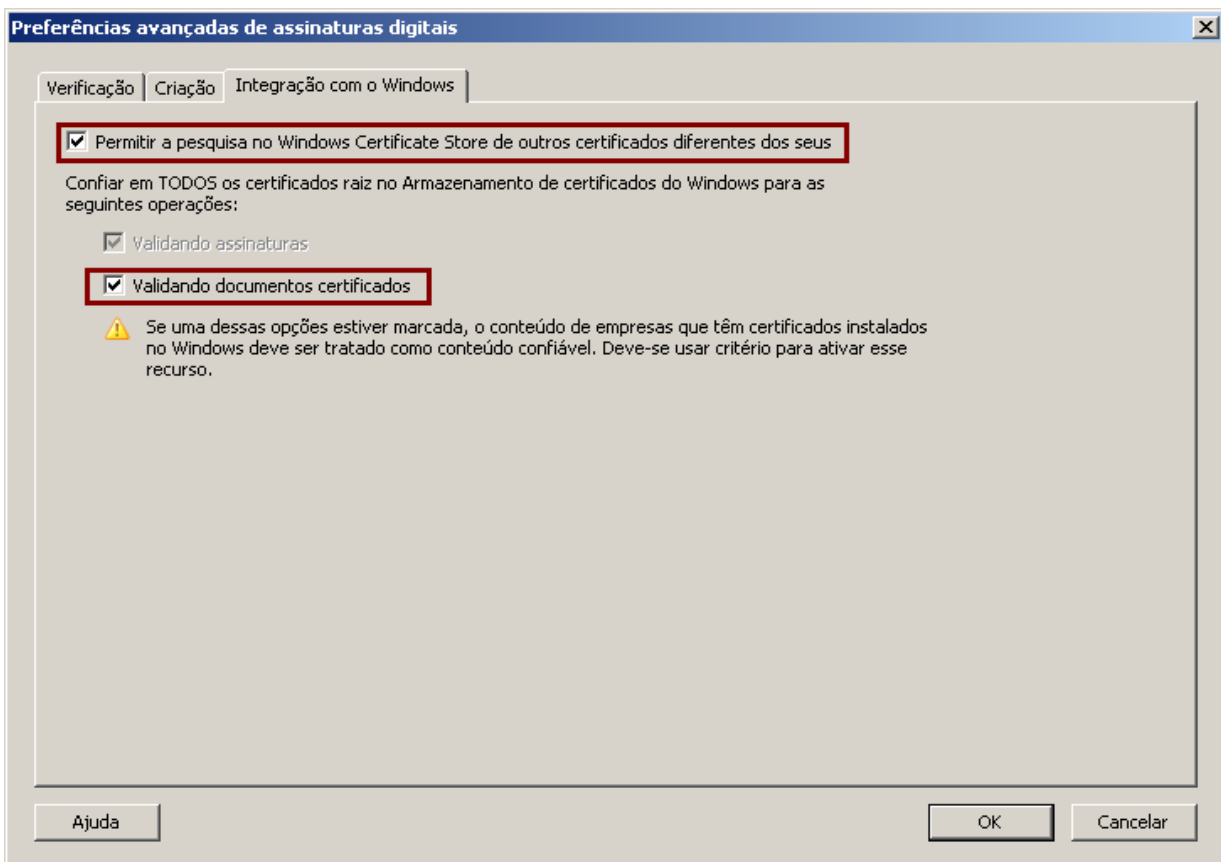 Preferências avançadas de assinaturas digitais
Verificação
Criação
Integração com o Windows
Permitir a pesquisa no Windows Certificate Store de outros certificados diferentes dos seus
Confiar em TODOS os certificados raiz no Armazenamento de certificados do Windows para as
seguintes operações:
Validando assinaturas
Validando documentos certificados
Se uma dessas opções estiver marcada, o conteúdo de empresas que têm certificados instalados
no Windows deve ser tratado como conteúdo confiável. Deve-se usar critério para ativar esse
recurso.
Ajuda
OK
Cancelar